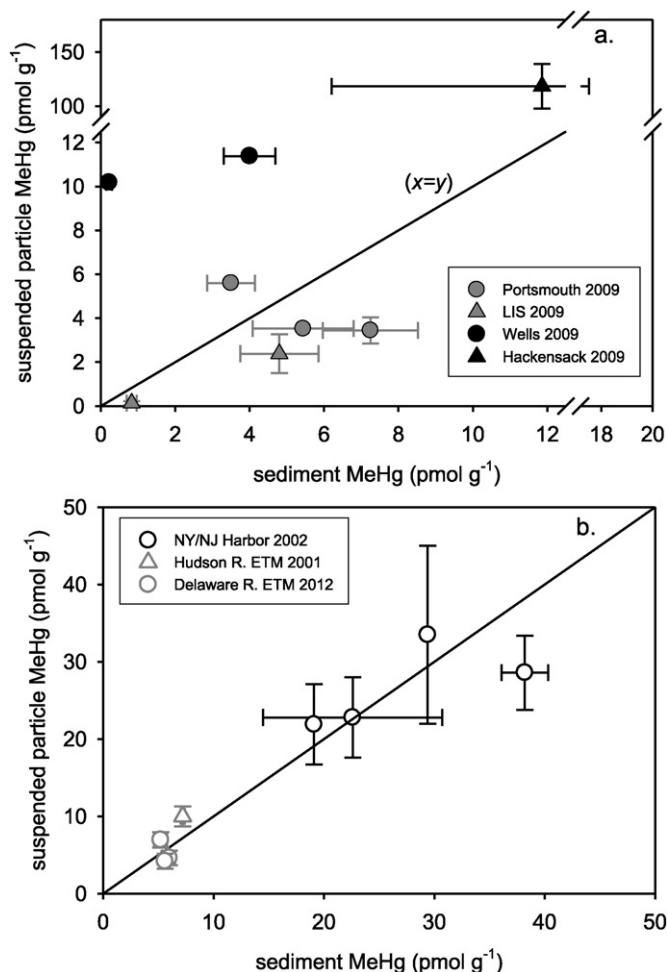 a.
150
100
12
10
8
6
4
2
0
suspended particle MeHg (pmol g⁻¹)
(x=y)
Portsmouth 2009
LIS 2009
Wells 2009
Hackensack 2009
0 2 4 6 8 10 12 18 20
sediment MeHg (pmol g⁻¹)
b.
50
40
30
20
10
0
suspended particle MeHg (pmol g⁻¹)
NY/NJ Harbor 2002
Hudson R. ETM 2001
Delaware R. ETM 2012
0 10 20 30 40 50
sediment MeHg (pmol g⁻¹)